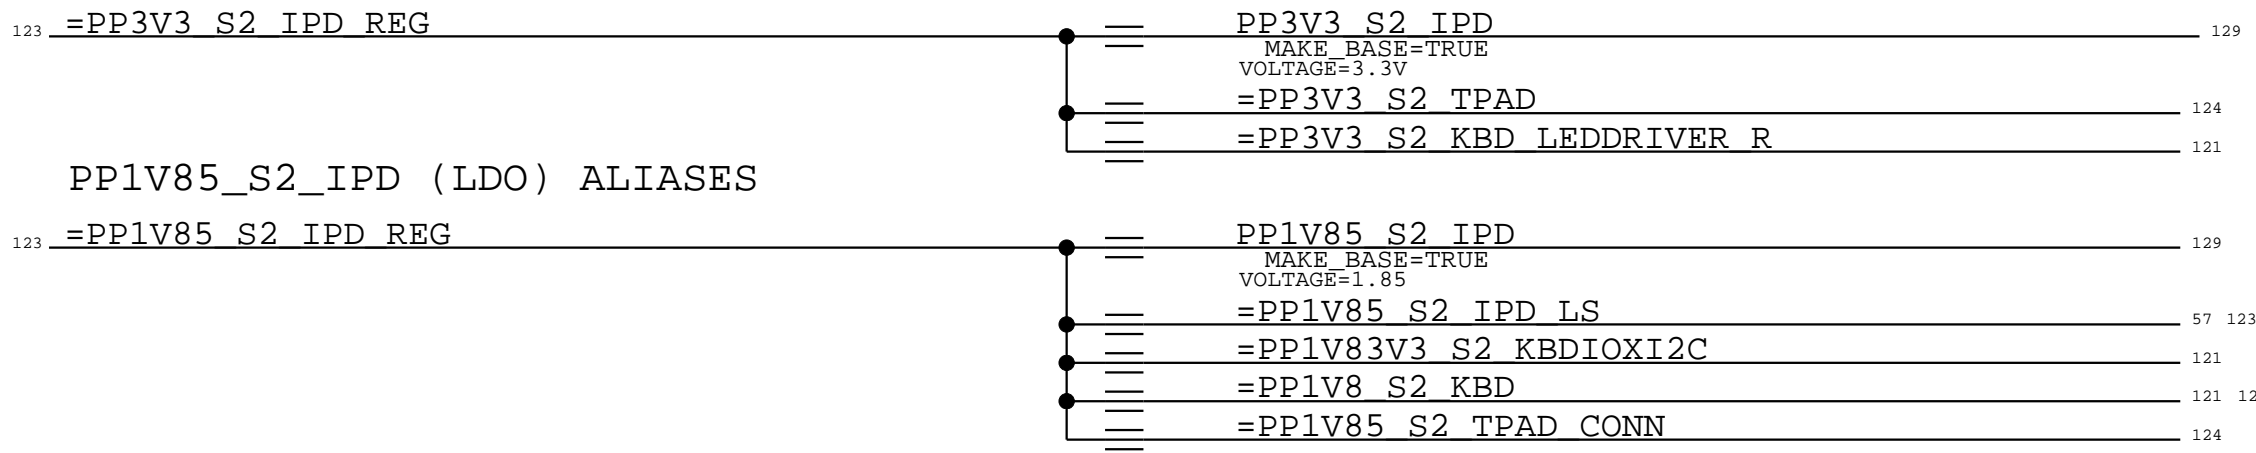 123 =PP3V3_S2_IPD_REG PP3V3_S2_IPD 129
MAKE_BASE=TRUE
VOLTAGE=3.3V
=PP3V3_S2_TPAD 124
=PP3V3_S2_KBD_LEDDRIVER_R 121
PP1V85_S2_IPD (LDO) ALIASES
123 =PP1V85_S2_IPD_REG PP1V85_S2_IPD 129
MAKE_BASE=TRUE
VOLTAGE=1.85
=PP1V85_S2_IPD_LS 57 123
=PP1V83V3_S2_KBDIOXI2C 121
=PP1V8_S2_KBD 121
=PP1V85_S2_TPAD_CONN 124